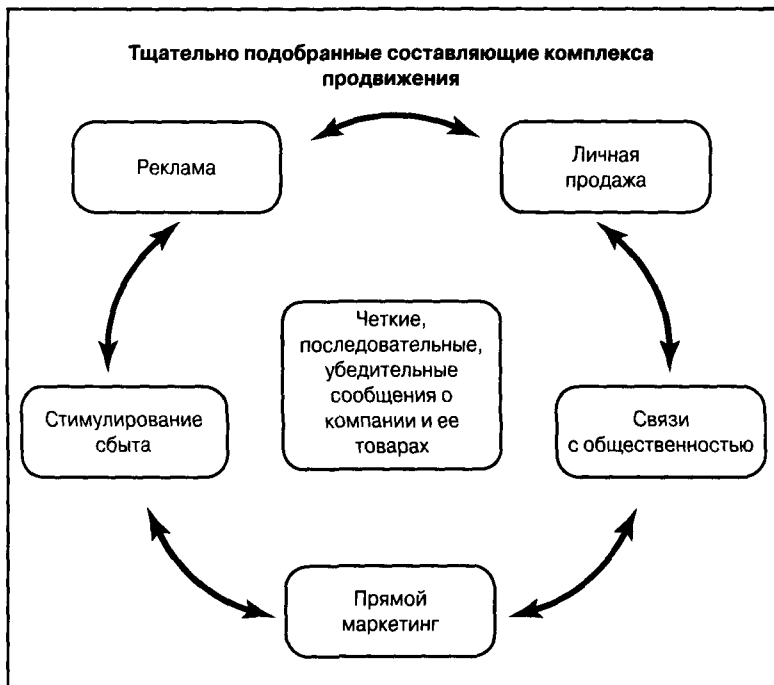 Тщательно подобранные составляющие комплекса
продвижения
Реклама
Личная
продажа
Четкие,
последовательные,
убедительные
сообщения о
компании и ее
товарах
Стимулирование
сбыта
Связи
с общественностью
Прямой
маркетинг